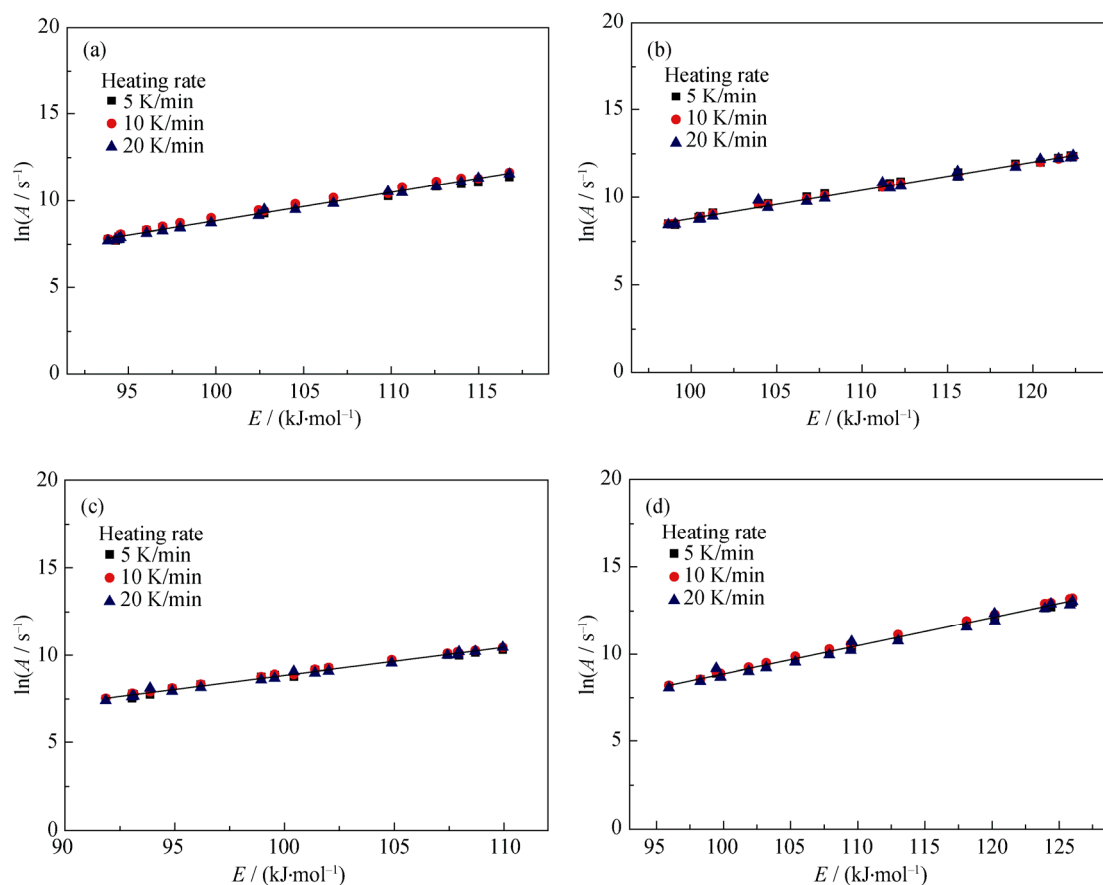 (a)
Heating rate
5 K/min
10 K/min
20 K/min
20
15
10
5
0
ln(A / s⁻¹)
95 100 105 110 115
E / (kJ·mol⁻¹)
(b)
Heating rate
5 K/min
10 K/min
20 K/min
20
15
10
5
0
ln(A / s⁻¹)
100 105 110 115 120
E / (kJ·mol⁻¹)
(c)
Heating rate
5 K/min
10 K/min
20 K/min
20
15
10
5
0
ln(A / s⁻¹)
90 95 100 105 110
E / (kJ·mol⁻¹)
(d)
Heating rate
5 K/min
10 K/min
20 K/min
20
15
10
5
0
ln(A / s⁻¹)
95 100 105 110 115 120 125
E / (kJ·mol⁻¹)